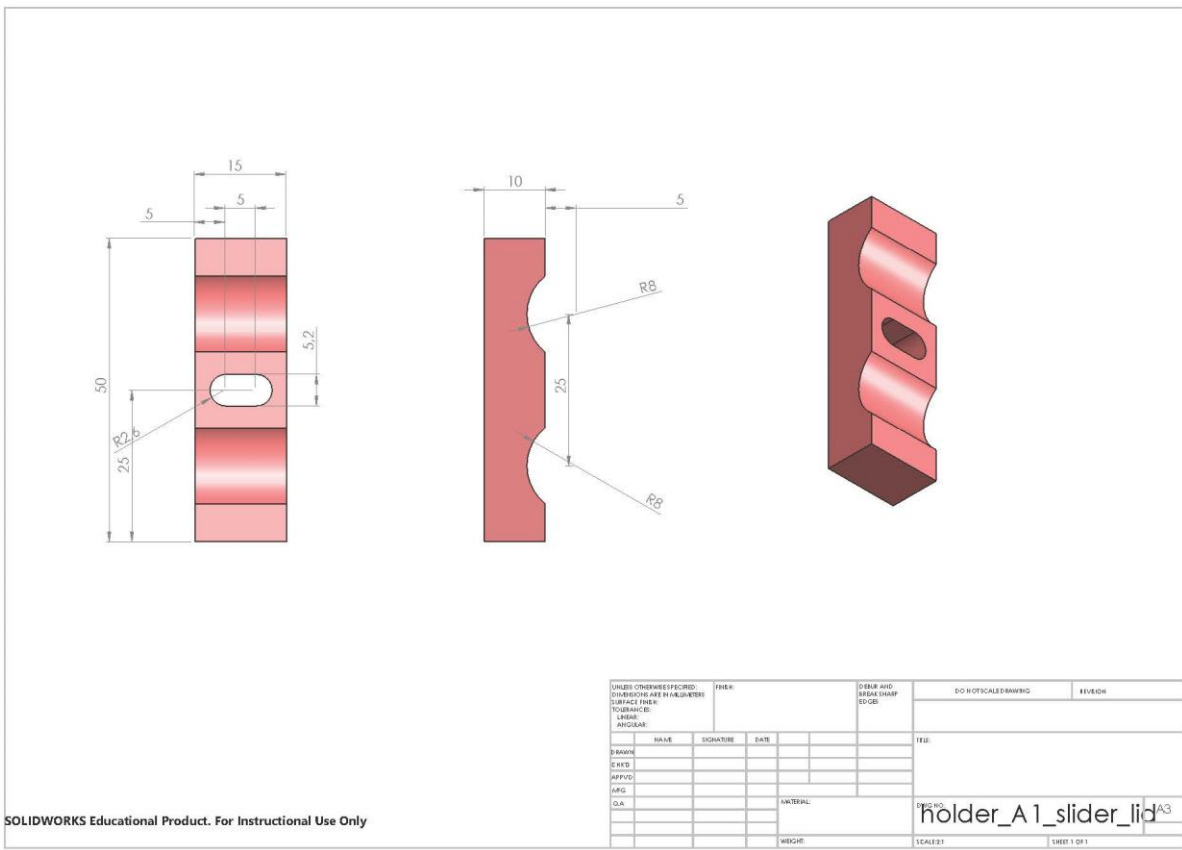 15
5
5
50
5,2
R2,6
25
10
5
R8
25
R8
UNLESS OTHERWISE SPECIFIED:
DIMENSIONS ARE IN MILLIMETERS
SURFACE FINISH:
TOLERANCES:
LINEAR:
ANGULAR:
FINISH:
DEBUR AND
BREAK SHARP
EDGES
DO NOT SCALE DRAWING
REVISION
NAME SIGNATURE DATE
TITLE:
DRAWN
CHK'D
APPV'D
MFG
Q.A
MATERIAL:
DWG NO.
holder_A1_slider_lid
A3
WEIGHT:
SCALE:2:1
SHEET 1 OF 1
SOLIDWORKS Educational Product. For Instructional Use Only